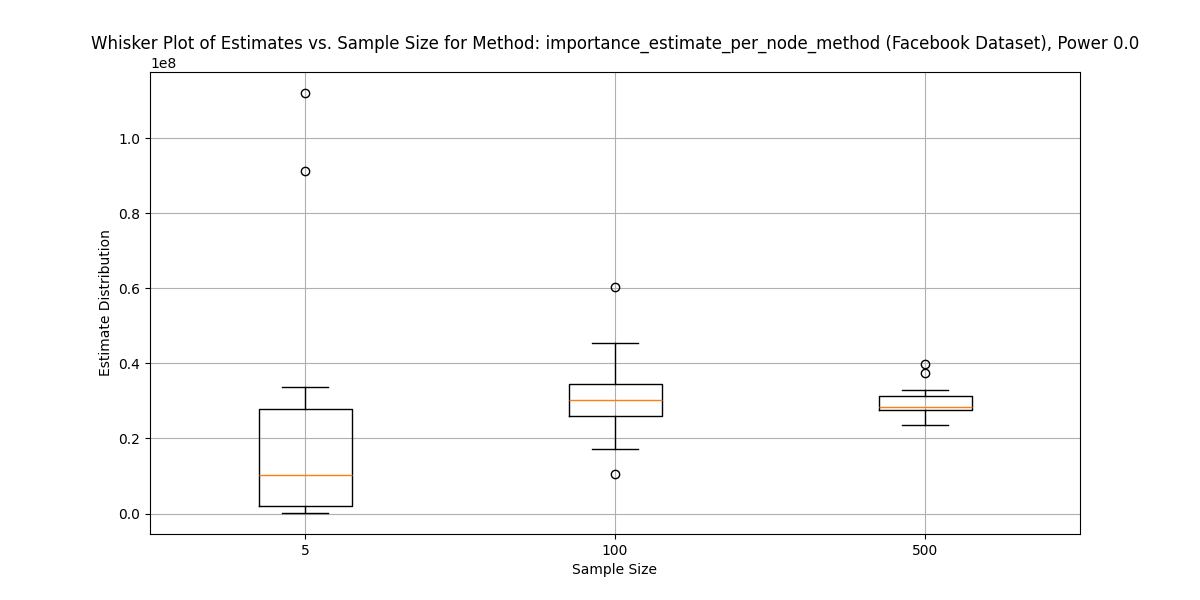 Whisker Plot of Estimates vs. Sample Size for Method: importance_estimate_per_node_method (Facebook Dataset), Power 0.0
1e8
1.0
0.8
0.6
0.4
0.2
0.0
Estimate Distribution
5 100 500
Sample Size